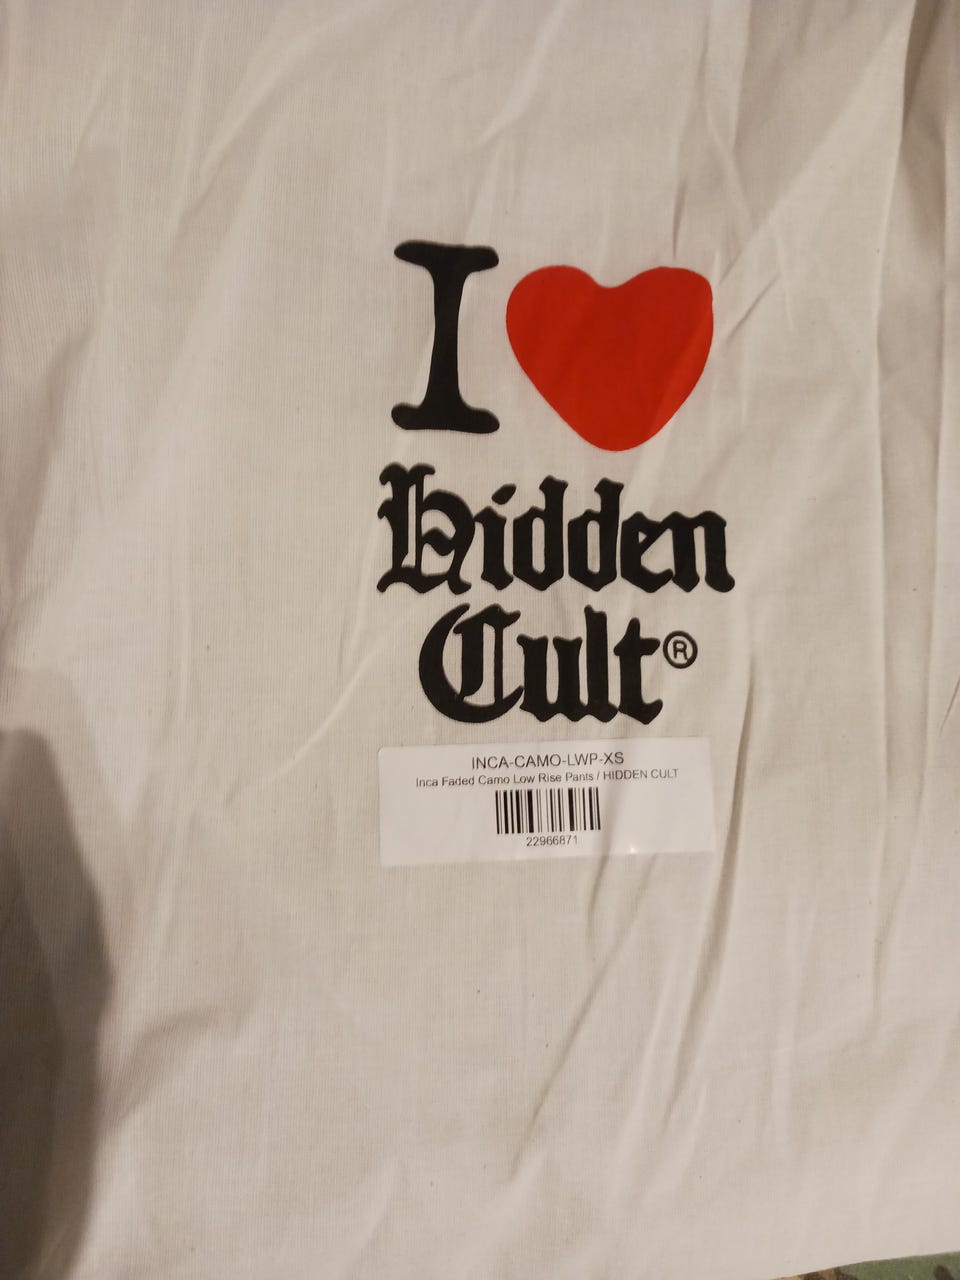 I
Hidden
Cult®
INCA-CAMO-LWP-XS
Inca Faded Camo Low Rise Pants / HIDDEN CULT
22966871